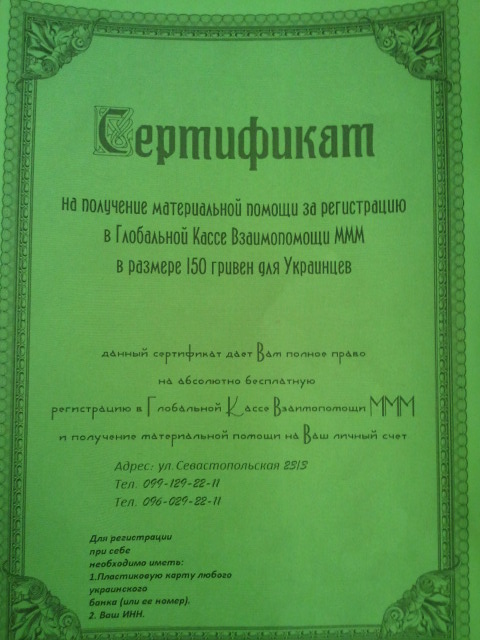 Сертификат
на получение материальной помощи за регистрацию
в Глобальной Кассе Взаимопомощи МММ
в размере 150 гривен для Украинцев
данный сертификат дает Вам полное право
на абсолютно бесплатную
регистрацию в Глобальной Кассе Взаимопомощи МММ
и получение материальной помощи на Ваш личный счет
Адрес: ул. Севастопольская 23/3
Тел. 099-129-22-11
Тел. 096-029-22-11
Для регистрации
при себе
необходимо иметь:
1.Пластиковую карту любого
украинского
банка (или ее номер).
2. Ваш ИНН.